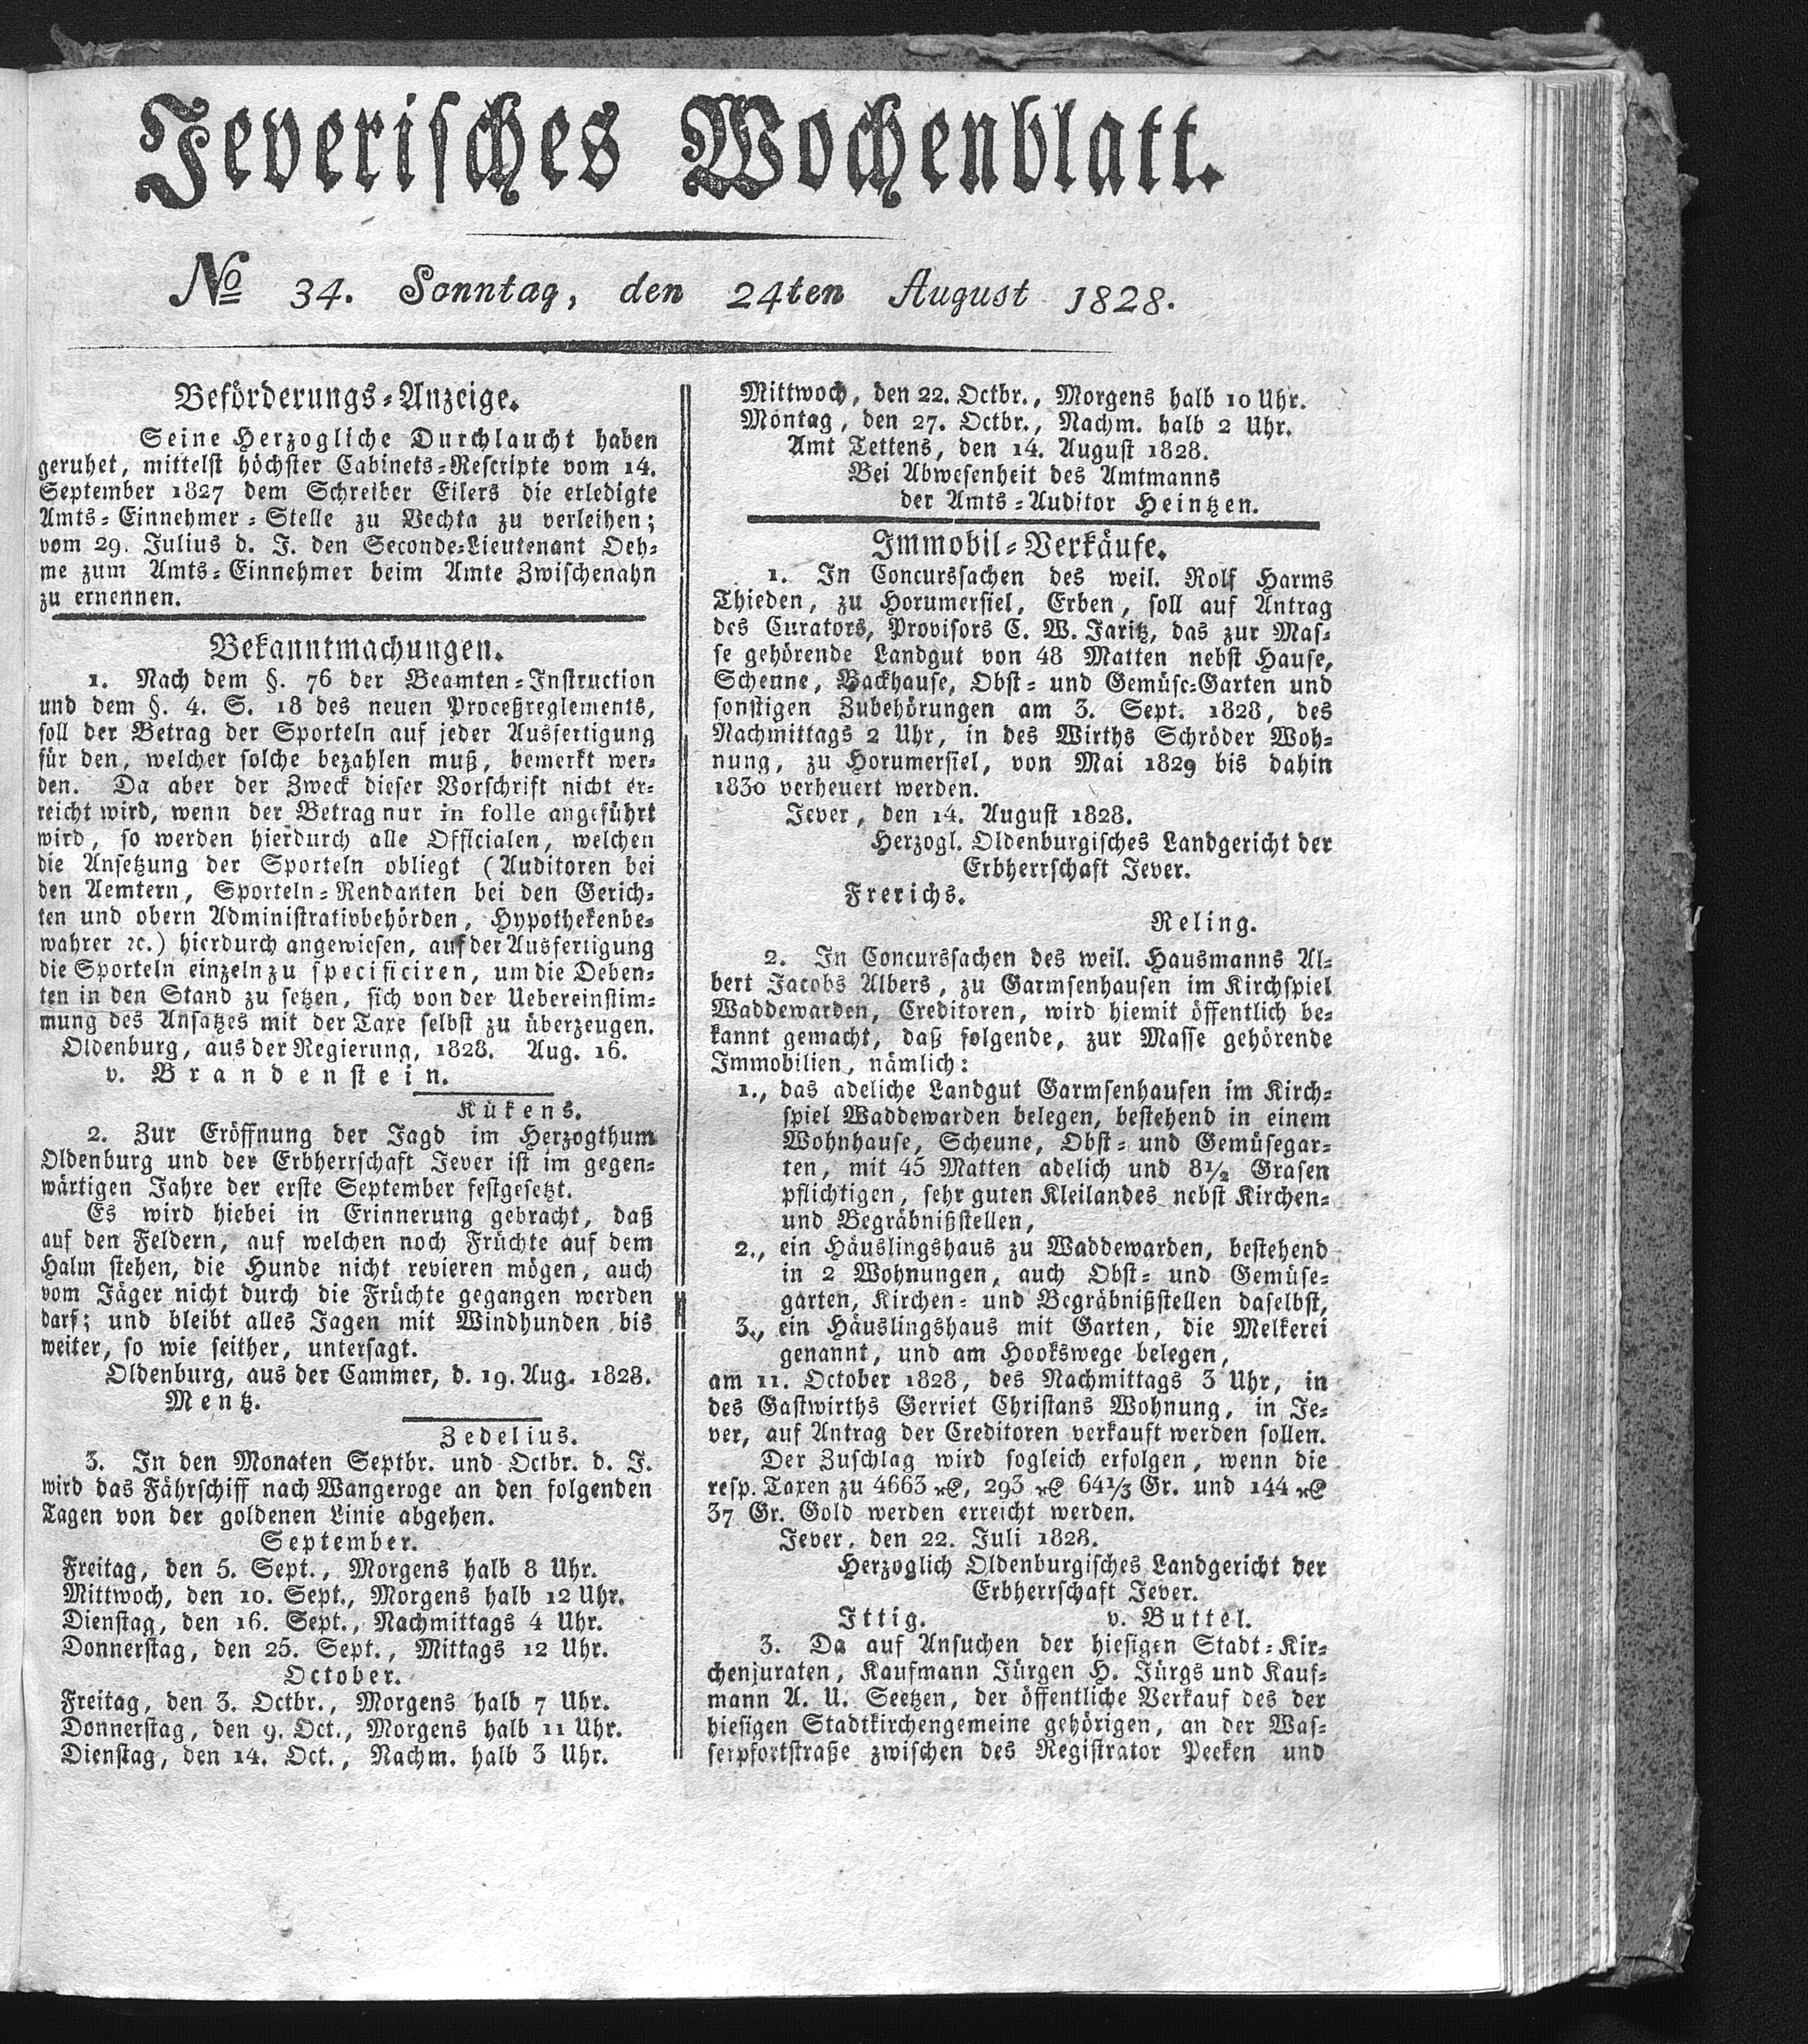 Jeverisches Wochenblatt.
No 34. Sonntag, den 24ten August 1828.
Beförderungs-Anzeige.
Seine Herzogliche Durchlaucht haben
geruhet, mittelst höchster Cabinets-Rescripte vom 14.
September 1827 dem Schreiber Eilers die erledigte
Amts-Einnehmer-Stelle zu Vechta zu verleihen;
vom 29. Julius d. J. den Seconde-Lieutenant Oeh-
me zum Amts-Einnehmer beim Amte Zwischenahn
zu ernennen.
Bekanntmachungen.
1. Nach dem §. 76 der Beamten-Instruction
und dem §. 4. S. 18 des neuen Proceßreglements,
soll der Betrag der Sporteln auf jeder Ausfertigung
für den, welcher solche bezahlen muß, bemerkt wer-
den. Da aber der Zweck dieser Vorschrift nicht er-
reicht wird, wenn der Betrag nur in folle angeführt
wird, so werden hierdurch alle Officialen, welchen
die Ansetzung der Sporteln obliegt (Auditoren bei
den Aemtern, Sporteln-Rendanten bei den Gerich-
ten und obern Administrativbehörden, Hypothekenbe-
wahrer ꝛc.) hierdurch angewiesen, auf der Ausfertigung
die Sporteln einzeln zu specificiren, um die Deben-
ten in den Stand zu setzen, sich von der Uebereinstim-
mung des Ansatzes mit der Taxe selbst zu überzeugen.
Oldenburg, aus der Regierung, 1828. Aug. 16.
v. Brandenstein.
Kükens.
2. Zur Eröffnung der Jagd im Herzogthum
Oldenburg und der Erbherrschaft Jever ist im gegen-
wärtigen Jahre der erste September festgesetzt.
Es wird hiebei in Erinnerung gebracht, daß
auf den Feldern, auf welchen noch Früchte auf dem
Halm stehen, die Hunde nicht revieren mögen, auch
vom Jäger nicht durch die Früchte gegangen werden
darf; und bleibt alles Jagen mit Windhunden bis
weiter, so wie seither, untersagt.
Oldenburg, aus der Cammer, d. 19. Aug. 1828.
Mentz.
Zedelius.
3. In den Monaten Septbr. und Octbr. d. J.
wird das Fährschiff nach Wangeroge an den folgenden
Tagen von der goldenen Linie abgehen.
September.
Freitag, den 5. Sept., Morgens halb 8 Uhr.
Mittwoch, den 10. Sept., Morgens halb 12 Uhr.
Dienstag, den 16. Sept., Nachmittags 4 Uhr.
Donnerstag, den 25. Sept., Mittags 12 Uhr.
October.
Freitag, den 3. Octbr., Morgens halb 7 Uhr.
Donnerstag, den 9. Oct., Morgens halb 11 Uhr.
Dienstag, den 14. Oct., Nachm. halb 3 Uhr.
Mittwoch, den 22. Octbr., Morgens halb 10 Uhr.
Montag, den 27. Octbr., Nachm. halb 2 Uhr.
Amt Tettens, den 14. August 1828.
Bei Abwesenheit des Amtmanns
der Amts-Auditor Heintzen.
Immobil-Verkäufe.
1. In Concurssachen des weil. Rolf Harms
Thieden, zu Horumersiel, Erben, soll auf Antrag
des Curators, Provisors C. W. Jaritz, das zur Mas-
se gehörende Landgut von 48 Matten nebst Hause,
Scheune, Backhause, Obst- und Gemüse-Garten und
sonstigen Zubehörungen am 3. Sept. 1828, des
Nachmittags 2 Uhr, in des Wirths Schröder Woh-
nung, zu Horumersiel, von Mai 1829 bis dahin
1830 verheuert werden.
Jever, den 14. August 1828.
Herzogl. Oldenburgisches Landgericht der
Erbherrschaft Jever.
Frerichs.
Reling.
2. In Concurssachen des weil. Hausmanns Al-
bert Jacobs Albers, zu Garmsenhausen im Kirchspiel
Waddewarden, Creditoren, wird hiemit öffentlich be-
kannt gemacht, daß folgende, zur Masse gehörende
Immobilien, nämlich:
1., das adeliche Landgut Garmsenhausen im Kirch-
spiel Waddewarden belegen, bestehend in einem
Wohnhause, Scheune, Obst- und Gemüsegar-
ten, mit 45 Matten adelich und 8½ Grasen
pflichtigen, sehr guten Kleilandes nebst Kirchen-
und Begräbnißstellen,
2., ein Häuslingshaus zu Waddewarden, bestehend
in 2 Wohnungen, auch Obst- und Gemüse-
garten, Kirchen- und Begräbnißstellen daselbst,
3., ein Häuslingshaus mit Garten, die Melkerei
genannt, und am Hookswege belegen,
am 11. October 1828, des Nachmittags 3 Uhr, in
des Gastwirths Gerriet Christans Wohnung, in Je-
ver, auf Antrag der Creditoren verkauft werden sollen.
Der Zuschlag wird sogleich erfolgen, wenn die
resp. Taxen zu 4663 r&, 293 r& 64⅓ Gr. und 144 r&
37 Gr. Gold werden erreicht werden.
Jever, den 22. Juli 1828.
Herzoglich Oldenburgisches Landgericht der
Erbherrschaft Jever.
Ittig. v. Buttel.
3. Da auf Ansuchen der hiesigen Stadt-Kir-
chenjuraten, Kaufmann Jürgen H. Jürgs und Kauf-
mann A. U. Seetzen, der öffentliche Verkauf des der
hiesigen Stadtkirchengemeine gehörigen, an der Was-
serpfortstraße zwischen des Registrator Peeken und